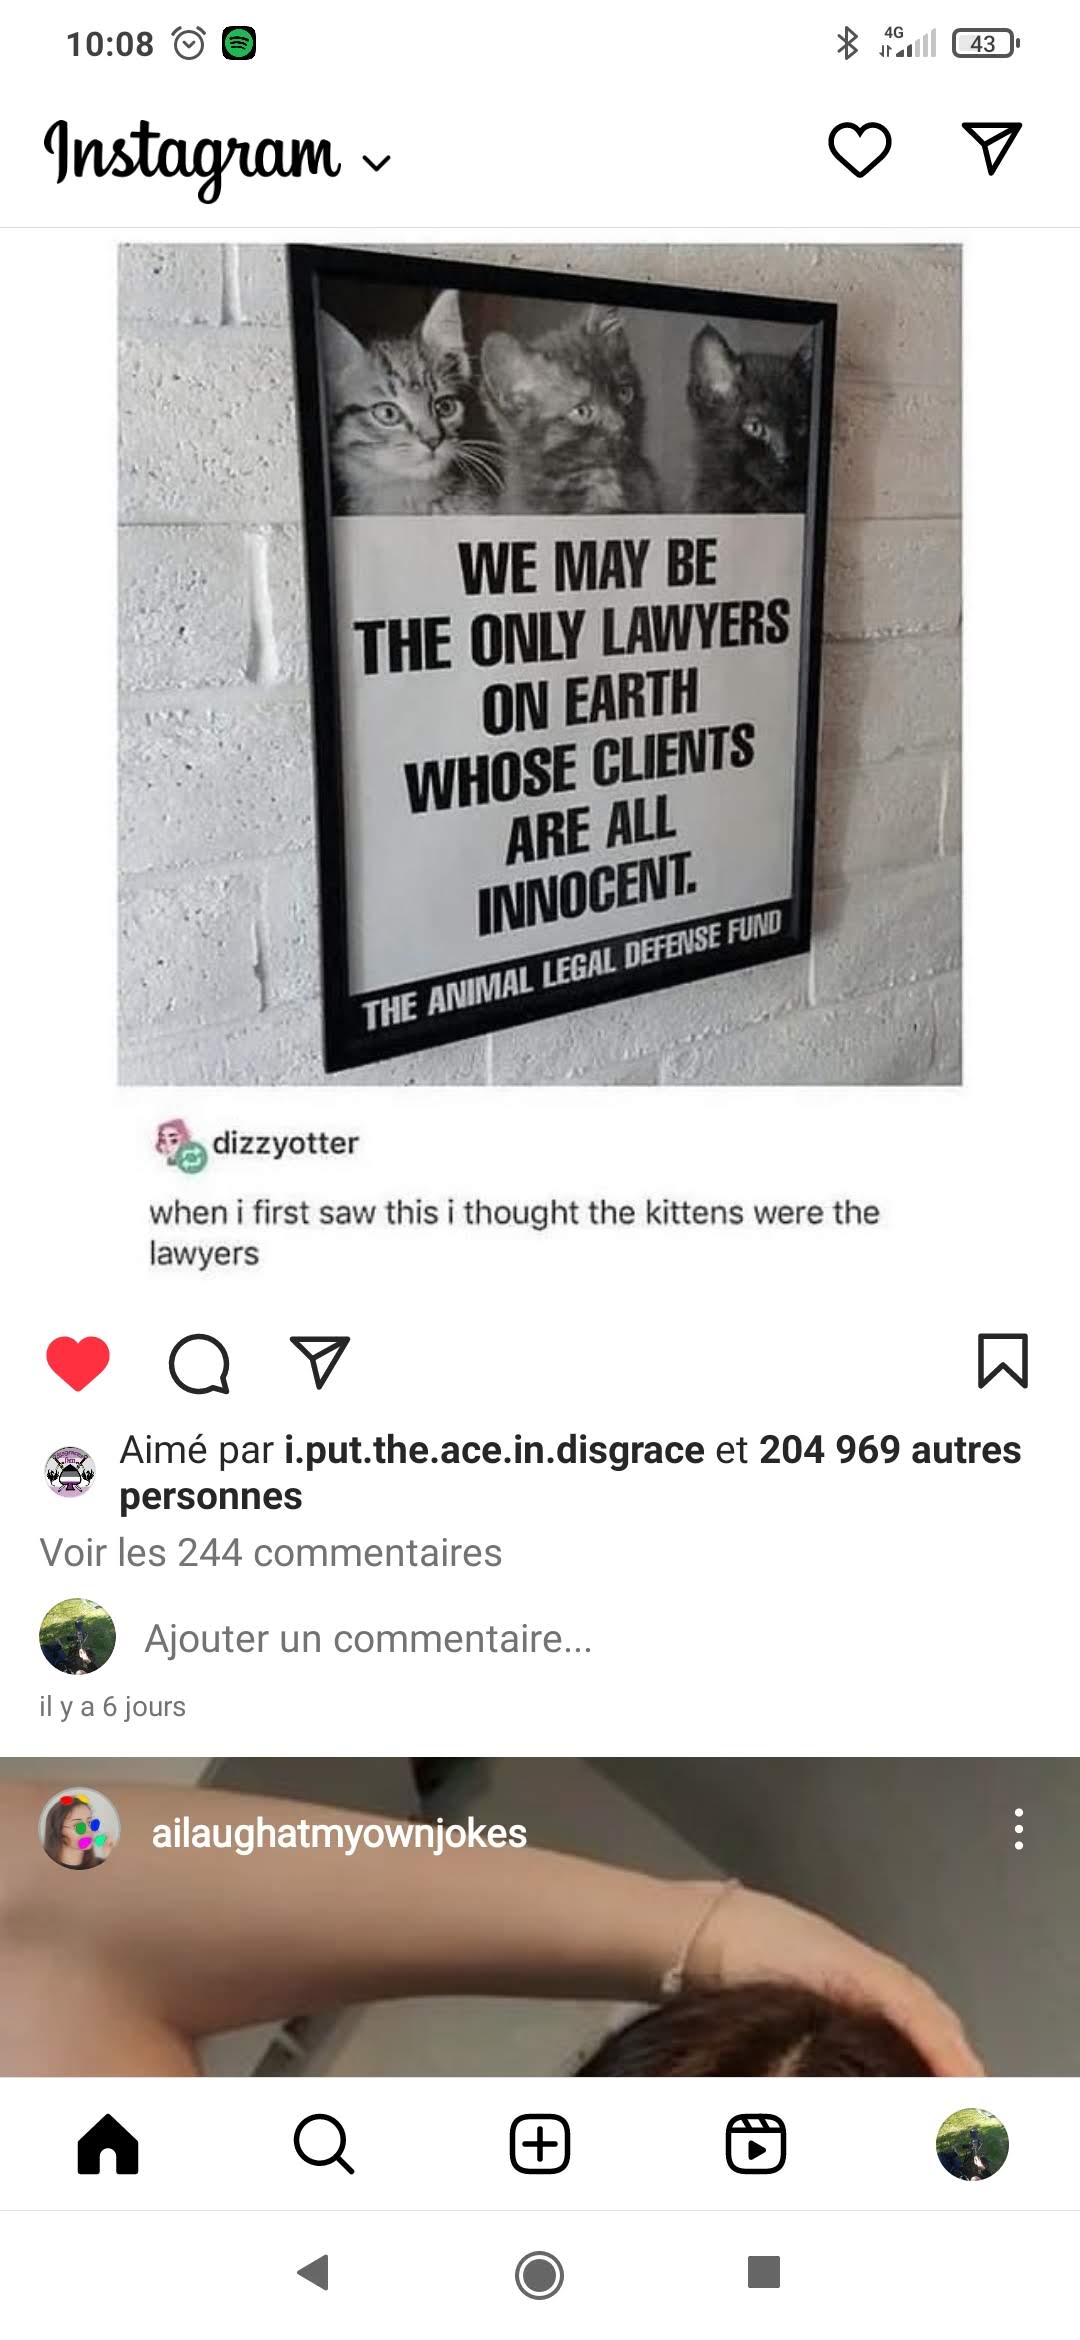 10:08
4G
43
Instagram
WE MAY BE
THE ONLY LAWYERS
ON EARTH
WHOSE CLIENTS
ARE ALL
INNOCENT.
THE ANIMAL LEGAL DEFENSE FUND
dizzyotter
when i first saw this i thought the kittens were the
lawyers
Aimé par i.put.the.ace.in.disgrace et 204 969 autres
personnes
Voir les 244 commentaires
Ajouter un commentaire...
il y a 6 jours
ailaughatmyownjokes